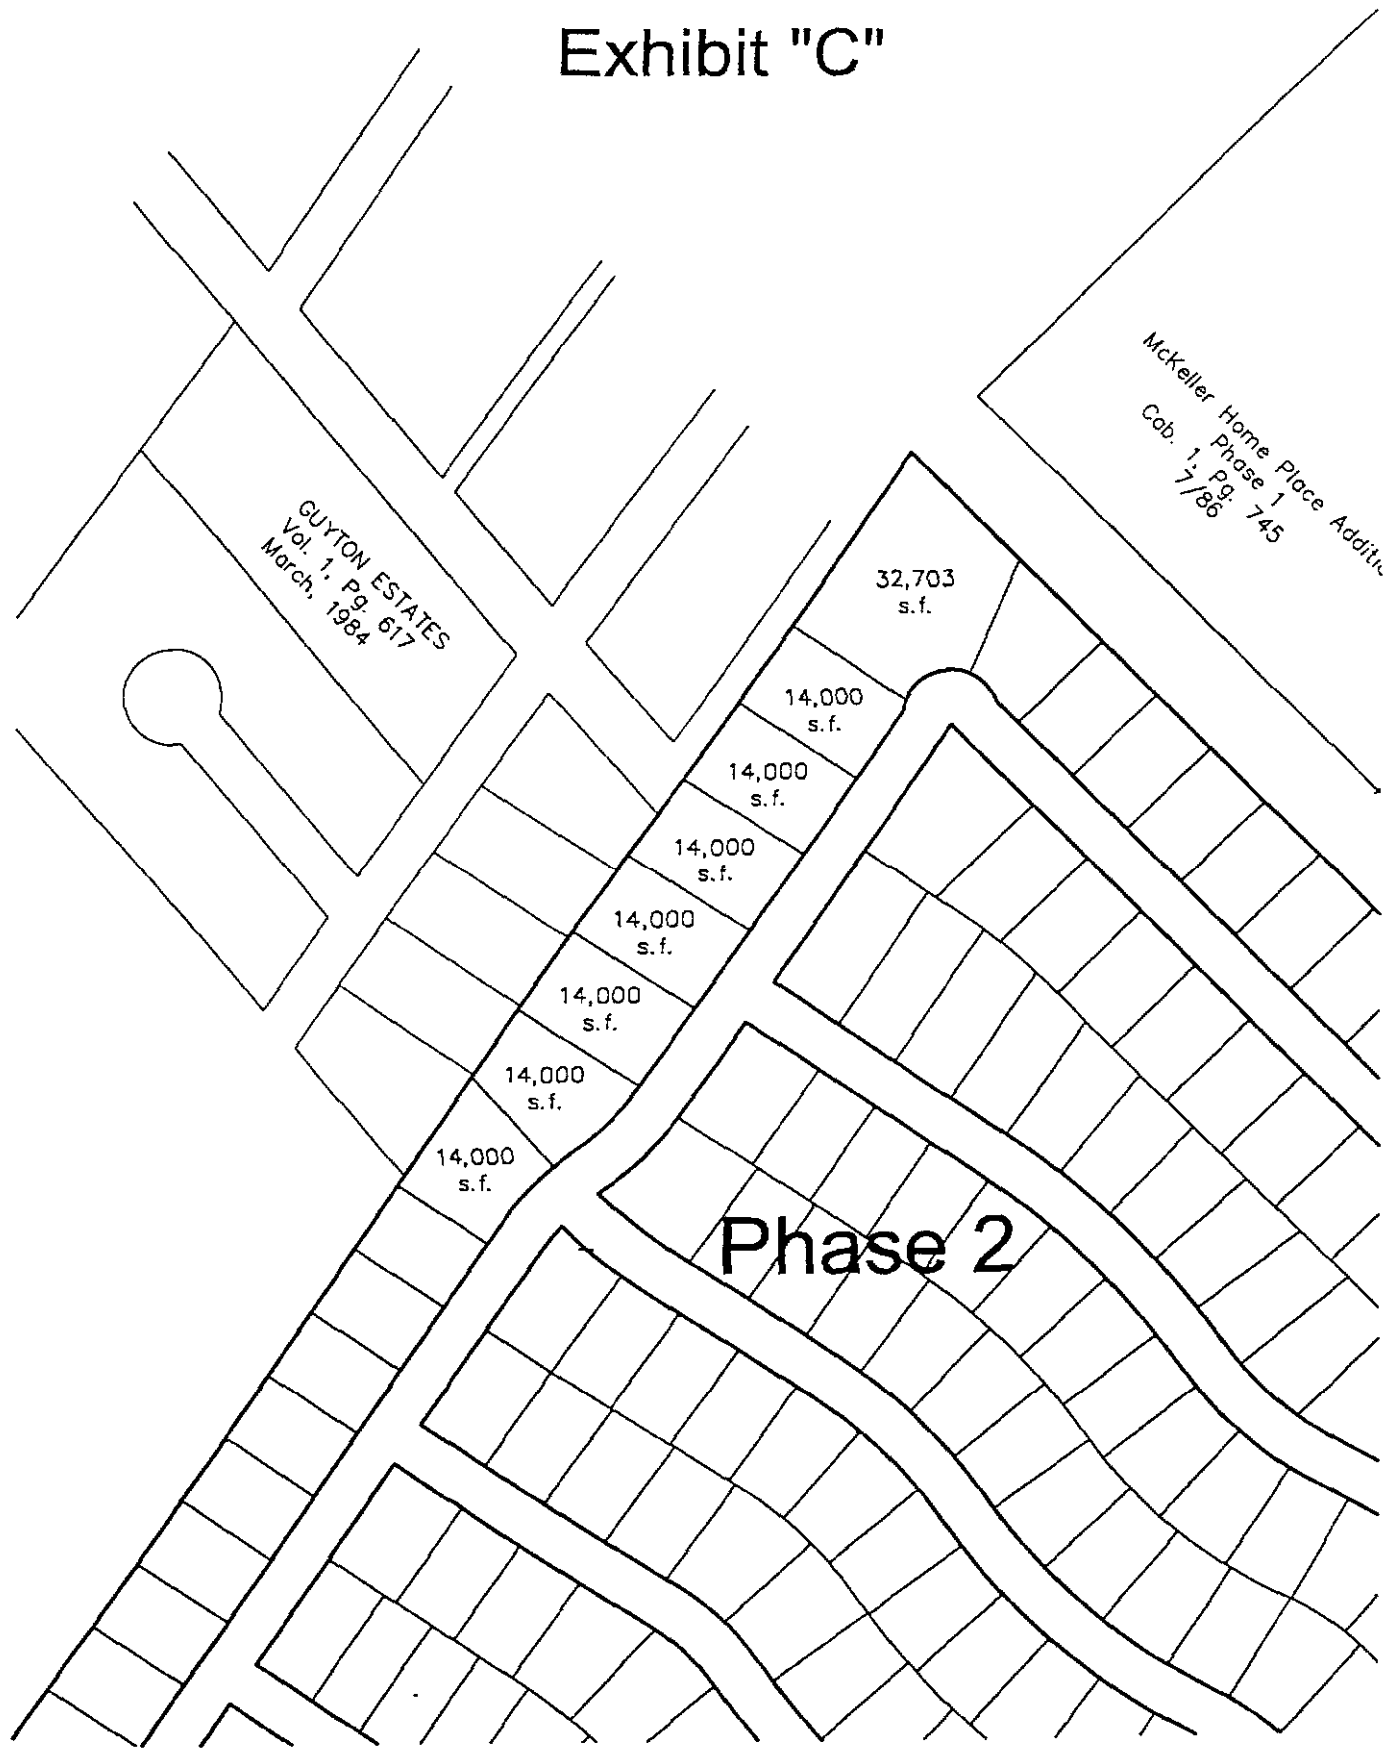 Exhibit "C"
McKeller Home Place
Phase 1
Cab. 1, Pg. 745
7/86
GUYTON ESTATES
Vol. 1, Pg. 617
March, 1984
32,703
s.f.
14,000
s.f.
14,000
s.f.
14,000
s.f.
14,000
s.f.
14,000
s.f.
14,000
s.f.
14,000
s.f.
Phase 2